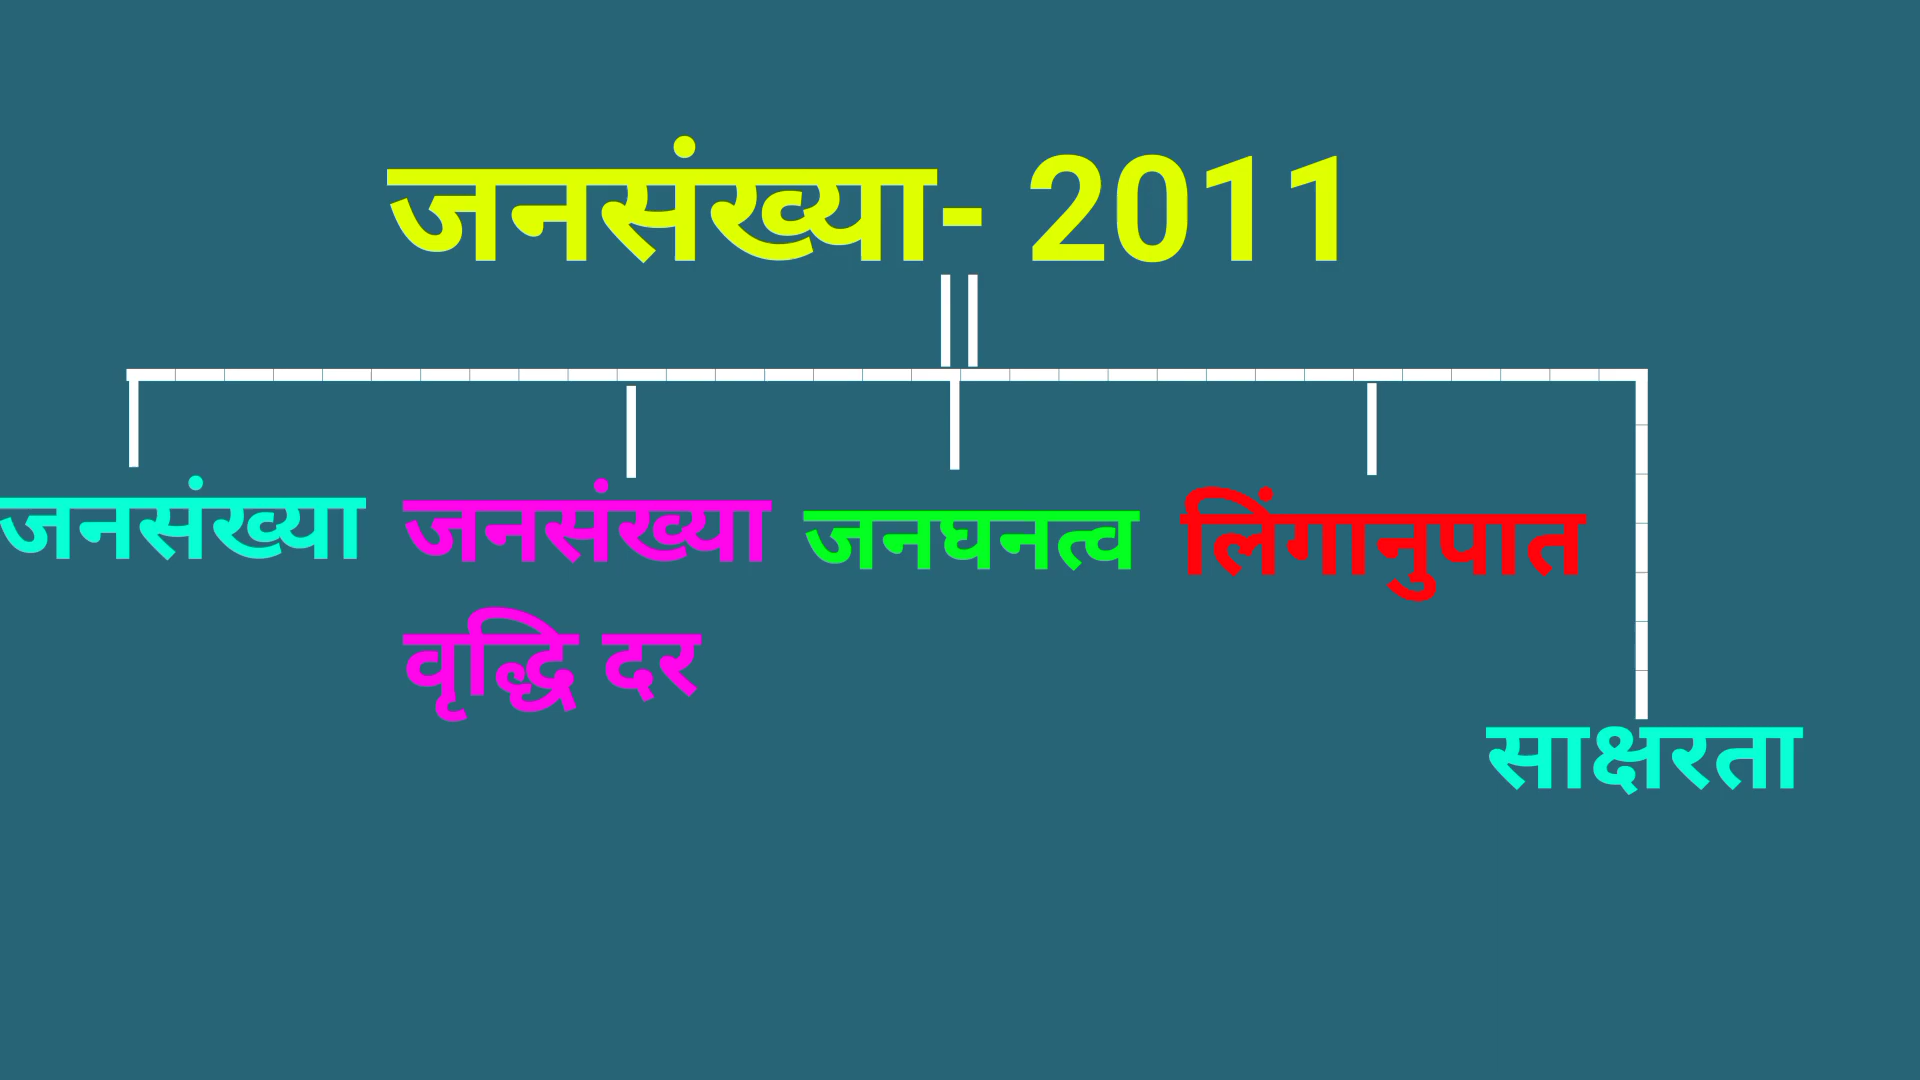 जनसंख्या- 2011
जनसंख्या
जनसंख्या
वृद्धि दर
जनघनत्व
लिंगानुपात
साक्षरता